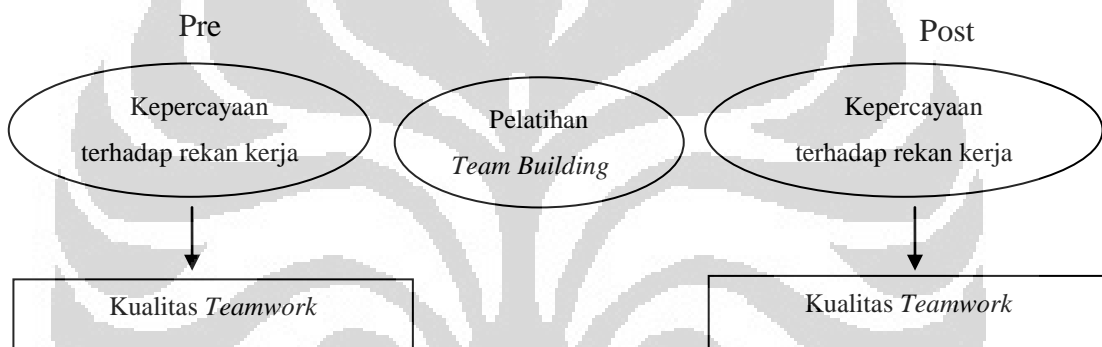 Pre
Post
Kepercayaan
terhadap rekan kerja
Pelatihan
Team Building
Kepercayaan
terhadap rekan kerja
Kualitas Teamwork
Kualitas Teamwork